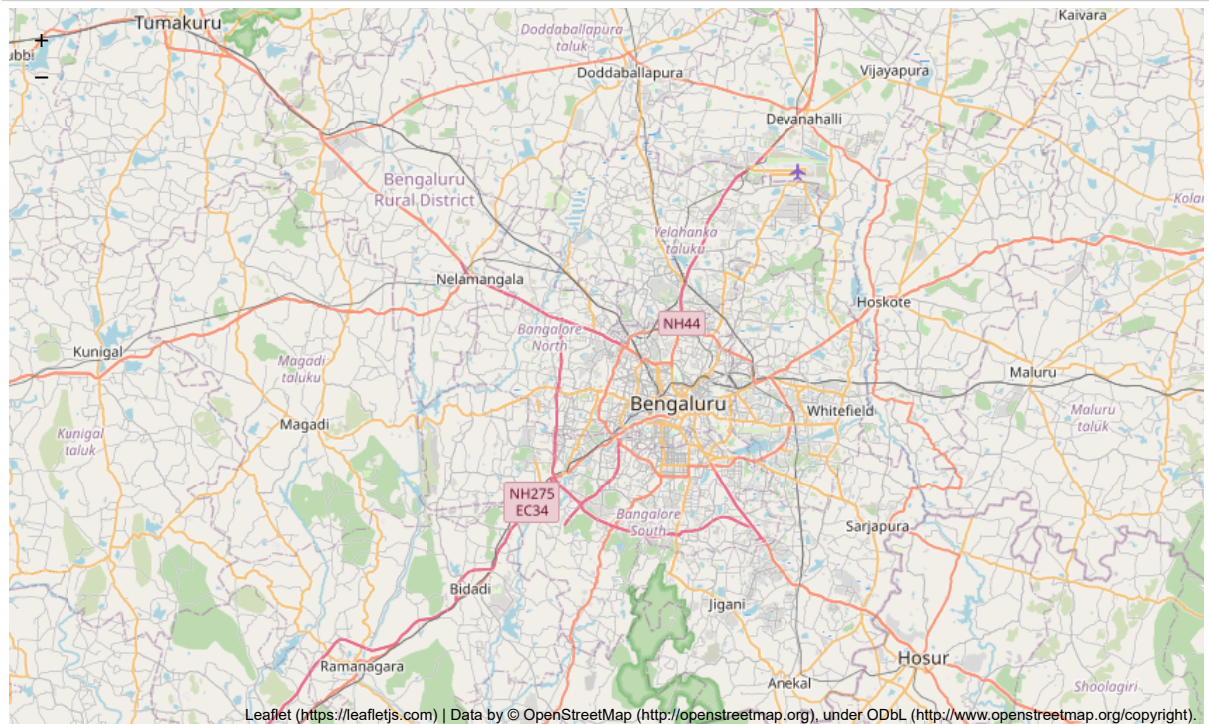 Tumakuru
Kaivara
+
ubbi
−
Doddaballapura
taluk
Doddaballapura
Vijayapura
Devanahalli
Bengaluru
Rural District
Kolar
Yelahanka
taluku
Nelamangala
Hoskote
NH44
Bangalore
North
Kunigal
Magadi
taluku
Maluru
Bengaluru
Whitefield
Maluru
taluk
Magadi
Kunigal
taluk
NH275
EC34
Bangalore
South
Sarjapura
Bidadi
Jigani
Hosur
Ramanagara
Anekal
Shoolagiri
Leaflet (https://leafletjs.com) | Data by © OpenStreetMap (http://openstreetmap.org), under ODbL (http://www.openstreetmap.org/copyright).